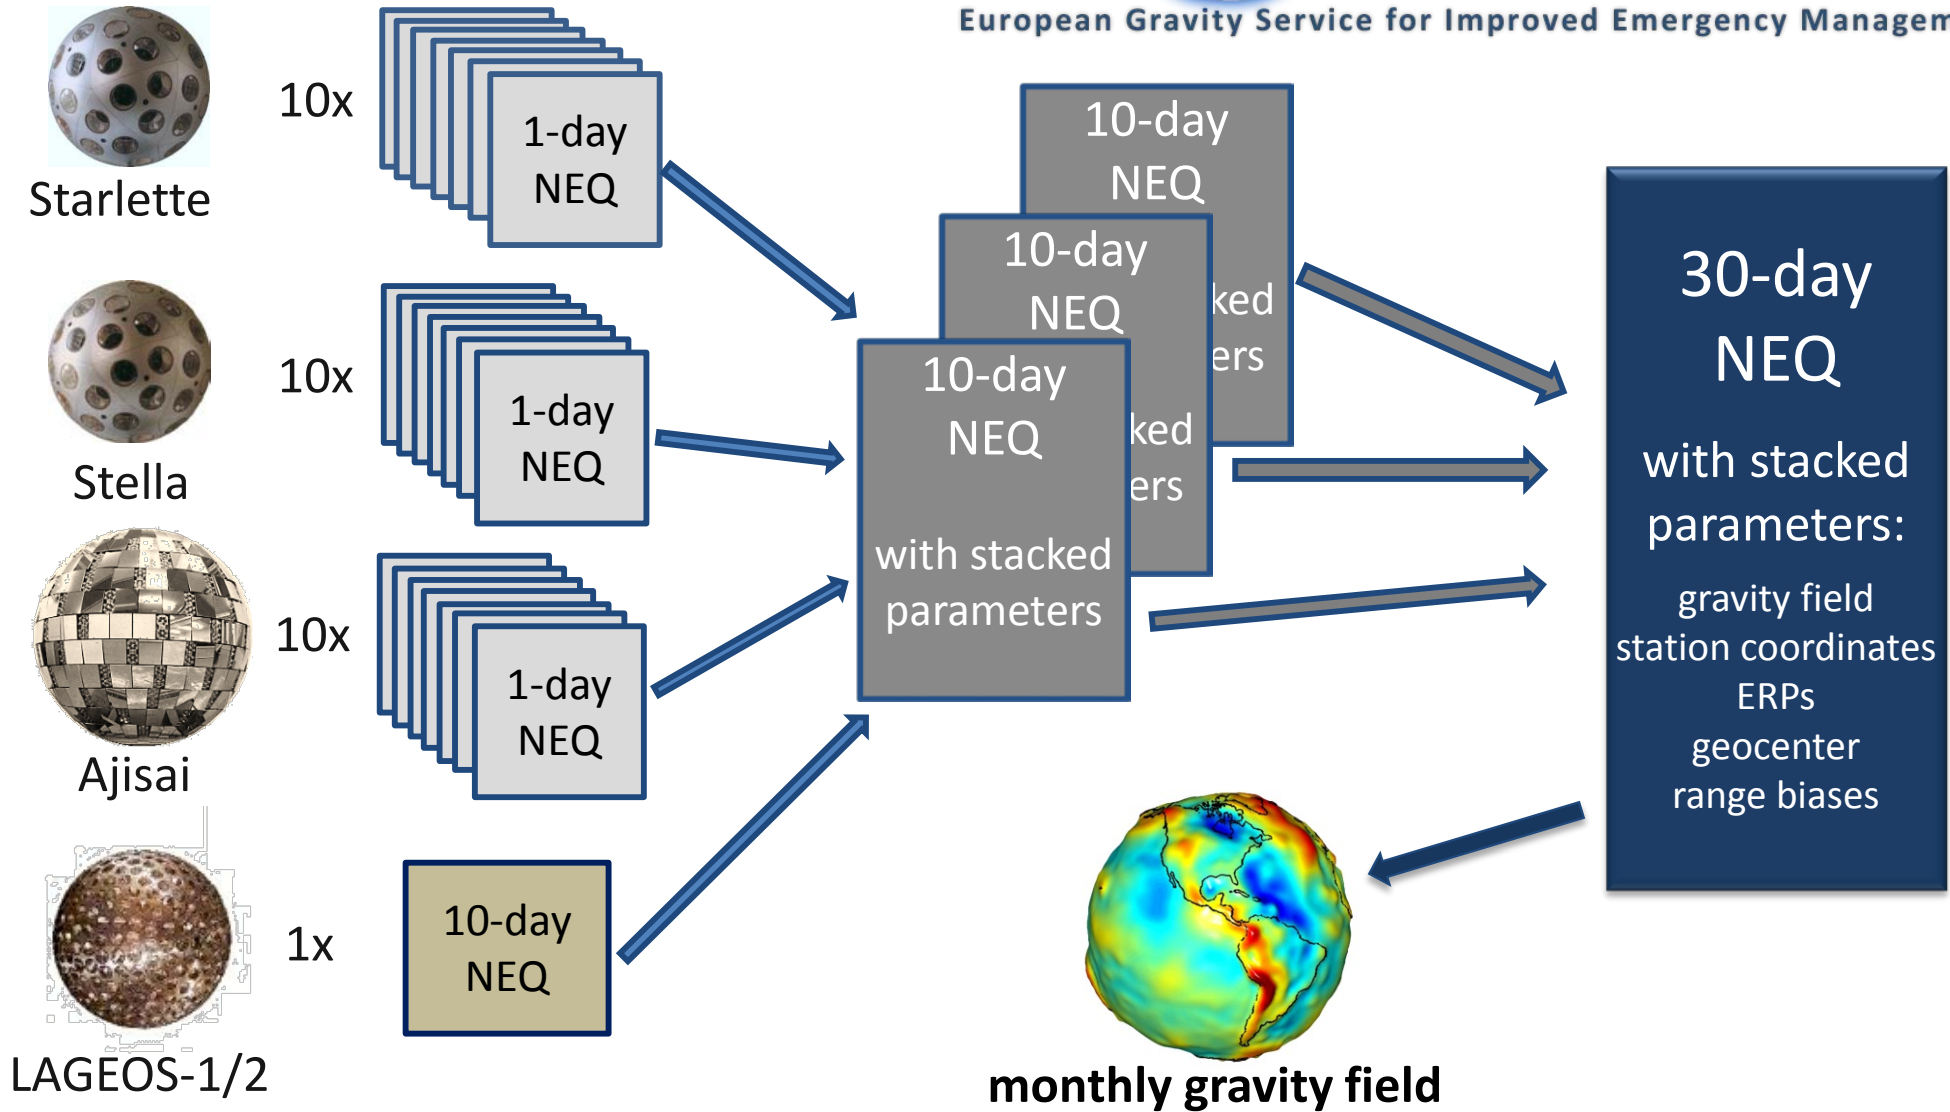 European Gravity Service for Improved Emergency Managem
Starlette
10x
1-day
NEQ
Stella
10x
1-day
NEQ
Ajisai
10x
1-day
NEQ
LAGEOS-1/2
1x
10-day
NEQ
10-day
NEQ
ked
ers
10-day
NEQ
ked
ers
10-day
NEQ
with stacked
parameters
30-day
NEQ
with stacked
parameters:
gravity field
station coordinates
ERPs
geocenter
range biases
monthly gravity field